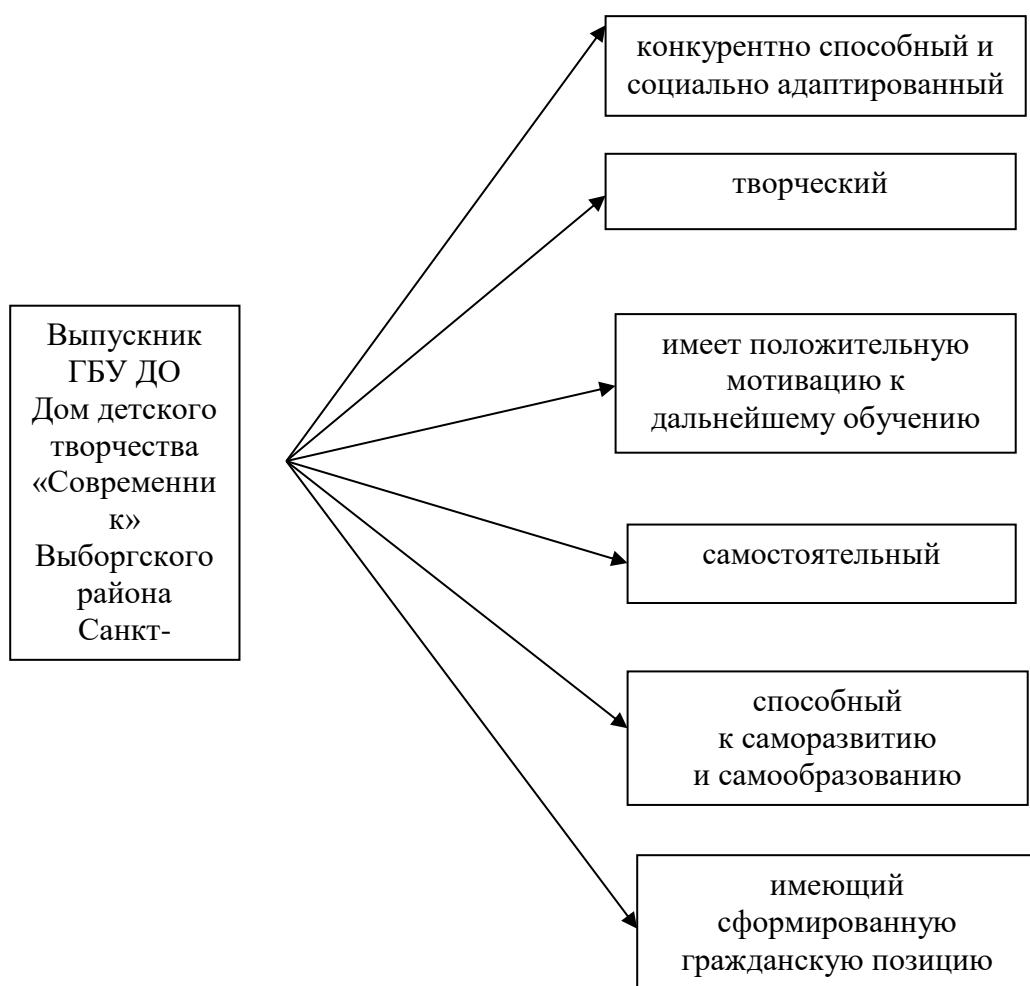 Выпускник
ГБУ ДО
Дом детского
творчества
«Современни
к»
Выборгского
района
Санкт-
конкурентно способный и
социально адаптированный
творческий
имеет положительную
мотивацию к
дальнейшему обучению
самостоятельный
способный
к саморазвитию
и самообразованию
имеющий
сформированную
гражданскую позицию